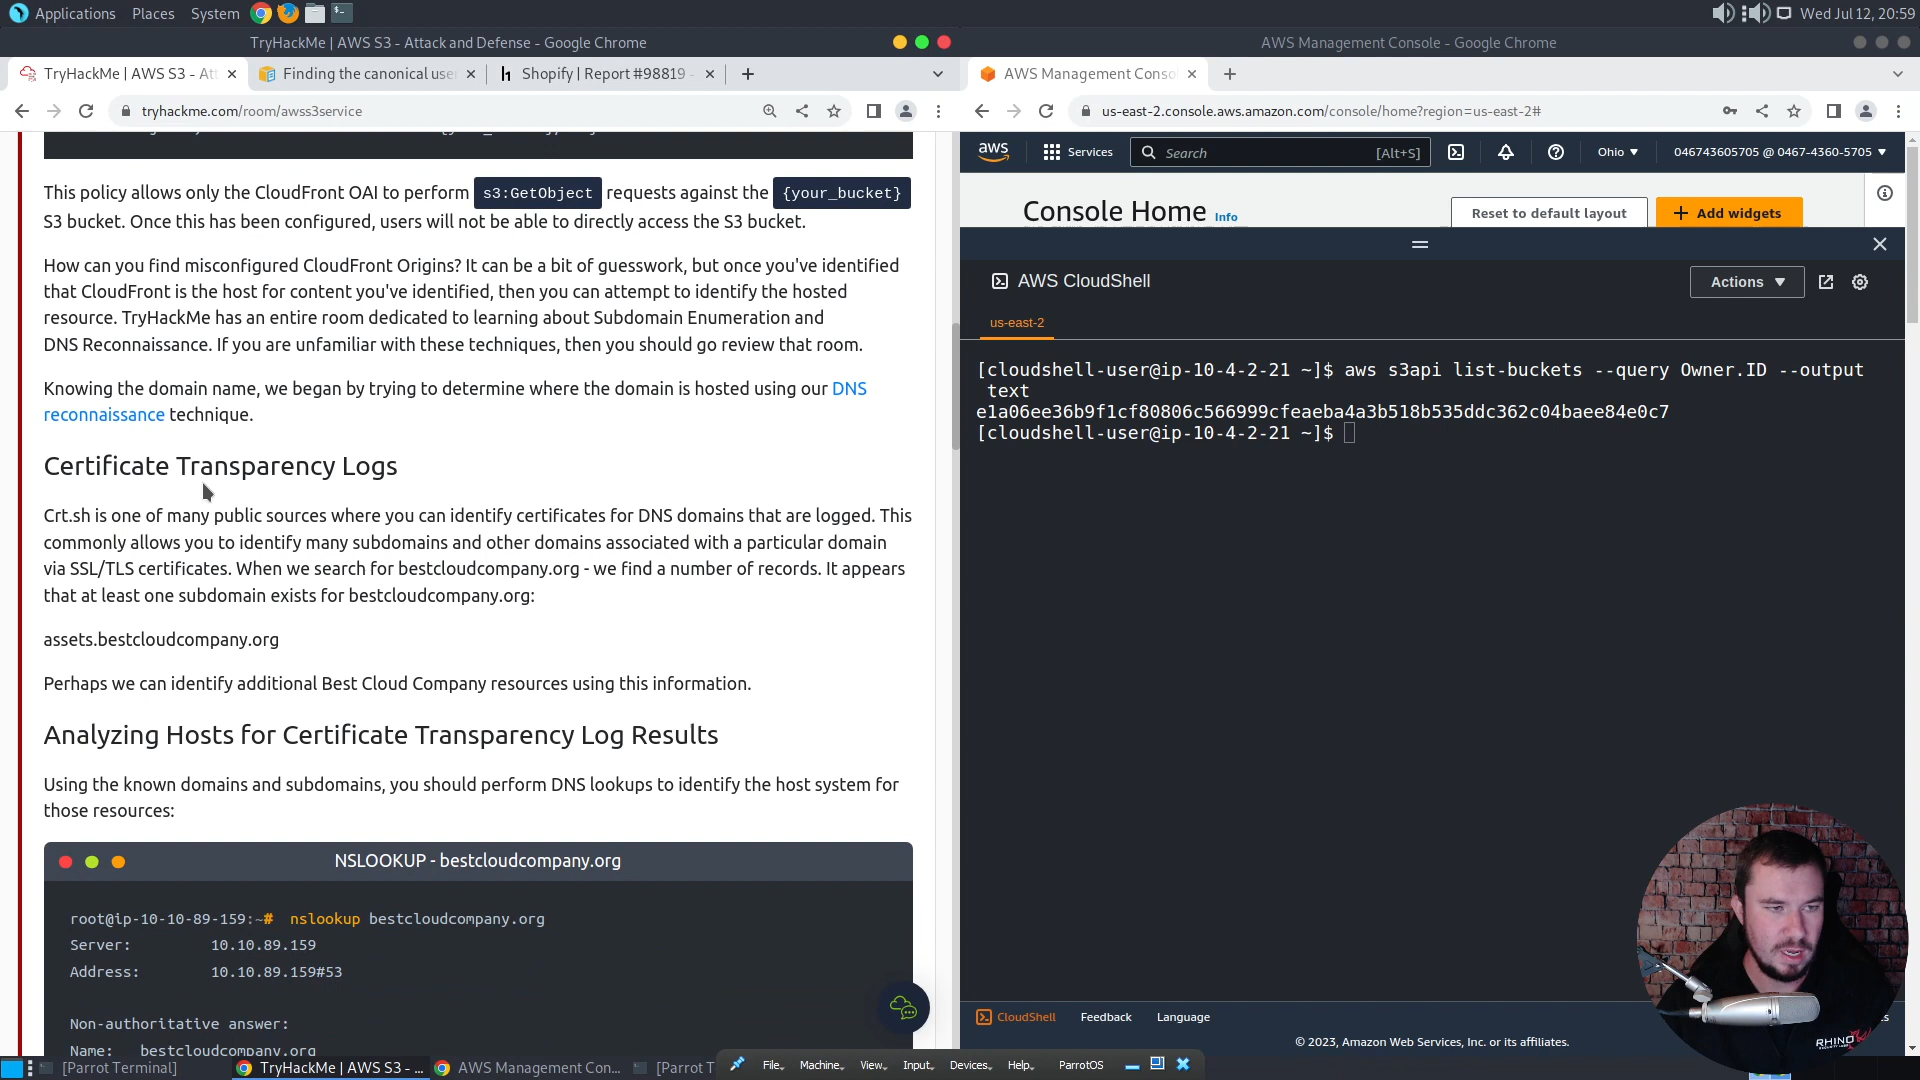 Applications Places System
Wed Jul 12, 20:59
TryHackMe | AWS S3 - Attack and Defense - Google Chrome
TryHackMe | AWS S3 - Att
Finding the canonical use
Shopify | Report #98819 -
tryhackme.com/room/awss3service
This policy allows only the CloudFront OAI to perform s3:GetObject requests against the {your_bucket}
S3 bucket. Once this has been configured, users will not be able to directly access the S3 bucket.
How can you find misconfigured CloudFront Origins? It can be a bit of guesswork, but once you've identified
that CloudFront is the host for content you've identified, then you can attempt to identify the hosted
resource. TryHackMe has an entire room dedicated to learning about Subdomain Enumeration and
DNS Reconnaissance. If you are unfamiliar with these techniques, then you should go review that room.
Knowing the domain name, we began by trying to determine where the domain is hosted using our DNS
reconnaissance technique.
Certificate Transparency Logs
Crt.sh is one of many public sources where you can identify certificates for DNS domains that are logged. This
commonly allows you to identify many subdomains and other domains associated with a particular domain
via SSL/TLS certificates. When we search for bestcloudcompany.org - we find a number of records. It appears
that at least one subdomain exists for bestcloudcompany.org:
assets.bestcloudcompany.org
Perhaps we can identify additional Best Cloud Company resources using this information.
Analyzing Hosts for Certificate Transparency Log Results
Using the known domains and subdomains, you should perform DNS lookups to identify the host system for
those resources:
NSLOOKUP - bestcloudcompany.org
root@ip-10-10-89-159:~# nslookup bestcloudcompany.org
Server: 10.10.89.159
Address: 10.10.89.159#53
Non-authoritative answer:
Name: bestcloudcompany.org
AWS Management Console - Google Chrome
AWS Management Conso
us-east-2.console.aws.amazon.com/console/home?region=us-east-2#
aws Services Search [Alt+S] Ohio 046743605705 @ 0467-4360-5705
Console Home Info Reset to default layout Add widgets
AWS CloudShell Actions
us-east-2
[cloudshell-user@ip-10-4-2-21 ~]$ aws s3api list-buckets --query Owner.ID --output
text
e1a06ee36b9f1cf80806c566999cfeaeba4a3b518b535ddc362c04baee84e0c7
[cloudshell-user@ip-10-4-2-21 ~]$
CloudShell Feedback Language
© 2023, Amazon Web Services, Inc. or its affiliates.
RHINO
[Parrot Terminal] TryHackMe | AWS S3 - ... AWS Management Con... [Parrot T
File Machine View Input Devices Help ParrotOS